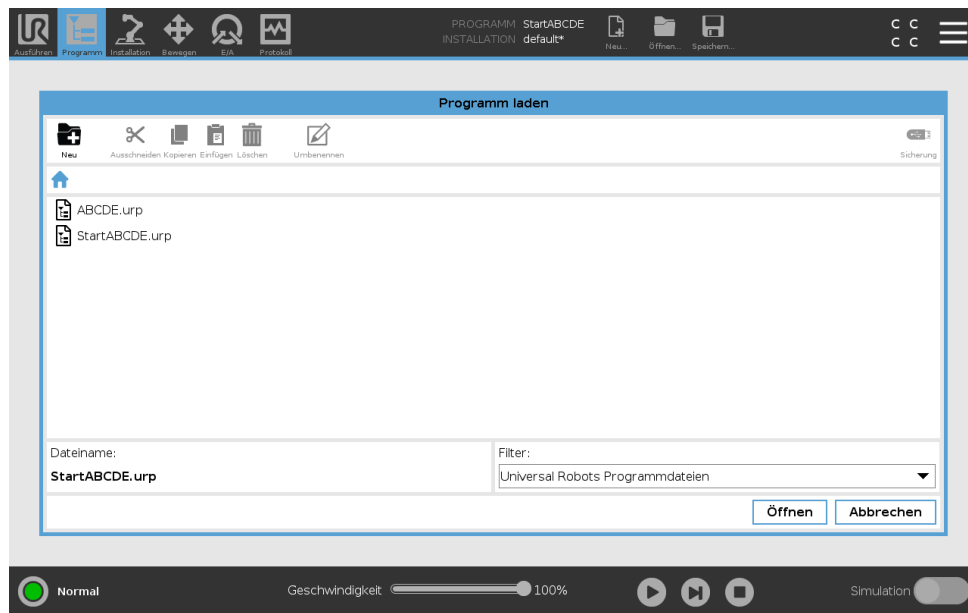 UR
PROGRAMM StartABCDE
INSTALLATION default*
Ausführen Programm Installation Bewegen E/A Protokoll
Neu... Öffnen... Speichern...
C C
C C
Programm laden
Neu Ausschneiden Kopieren Einfügen Löschen Umbenennen Sicherung
ABCDE.urp
StartABCDE.urp
Dateiname: Filter:
StartABCDE.urp Universal Robots Programmdateien
Öffnen Abbrechen
Normal Geschwindigkeit 100% Simulation